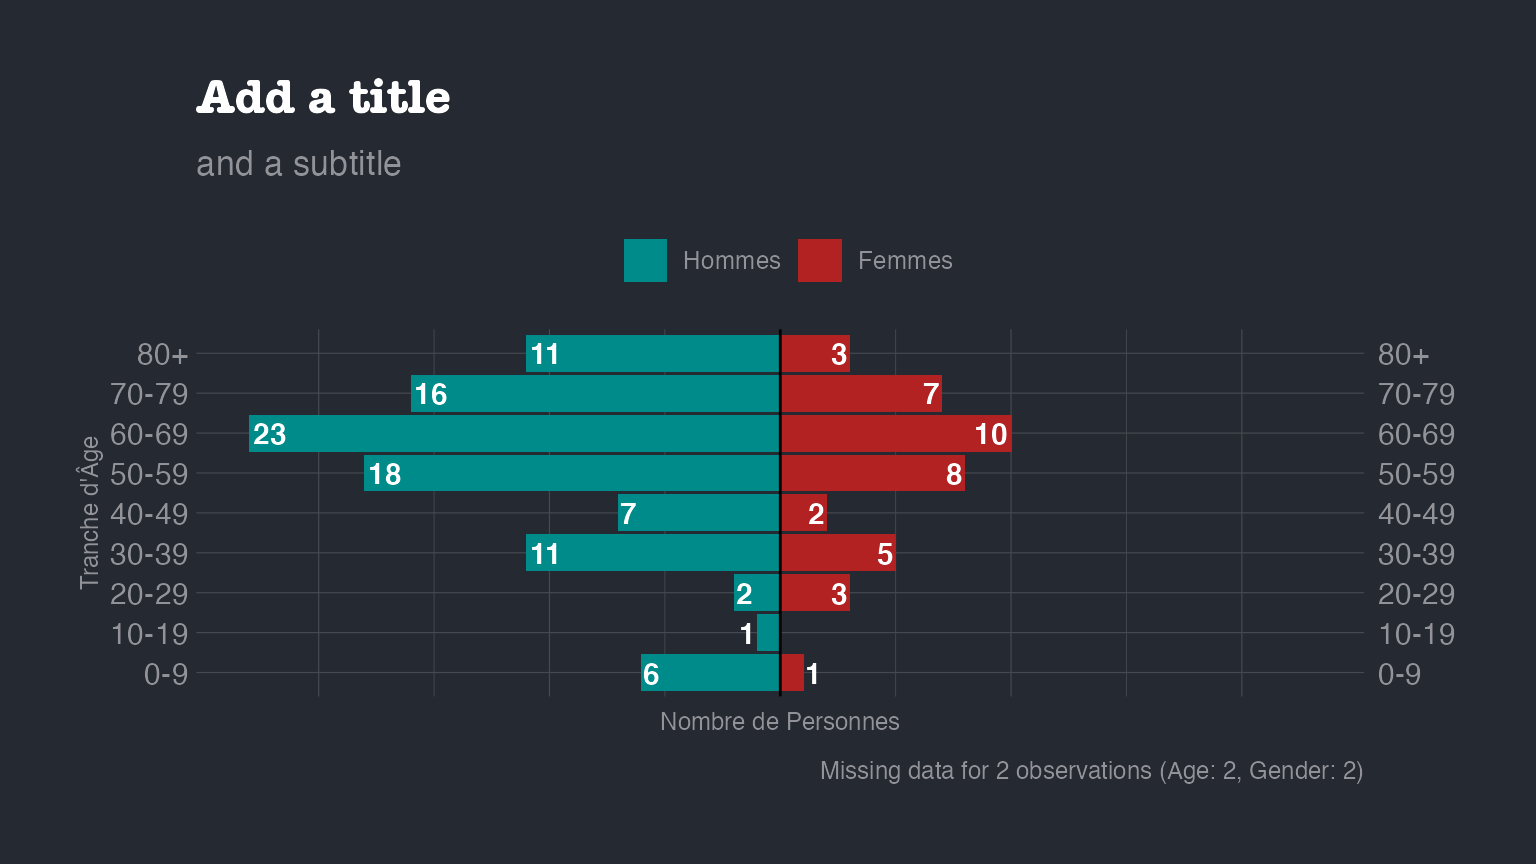 Add a title
and a subtitle
Hommes Femmes
Tranche d'Âge
80+ 11 3 80+
70-79 16 7 70-79
60-69 23 10 60-69
50-59 18 8 50-59
40-49 7 2 40-49
30-39 11 5 30-39
20-29 2 3 20-29
10-19 1 10-19
0-9 6 1 0-9
Nombre de Personnes
Missing data for 2 observations (Age: 2, Gender: 2)